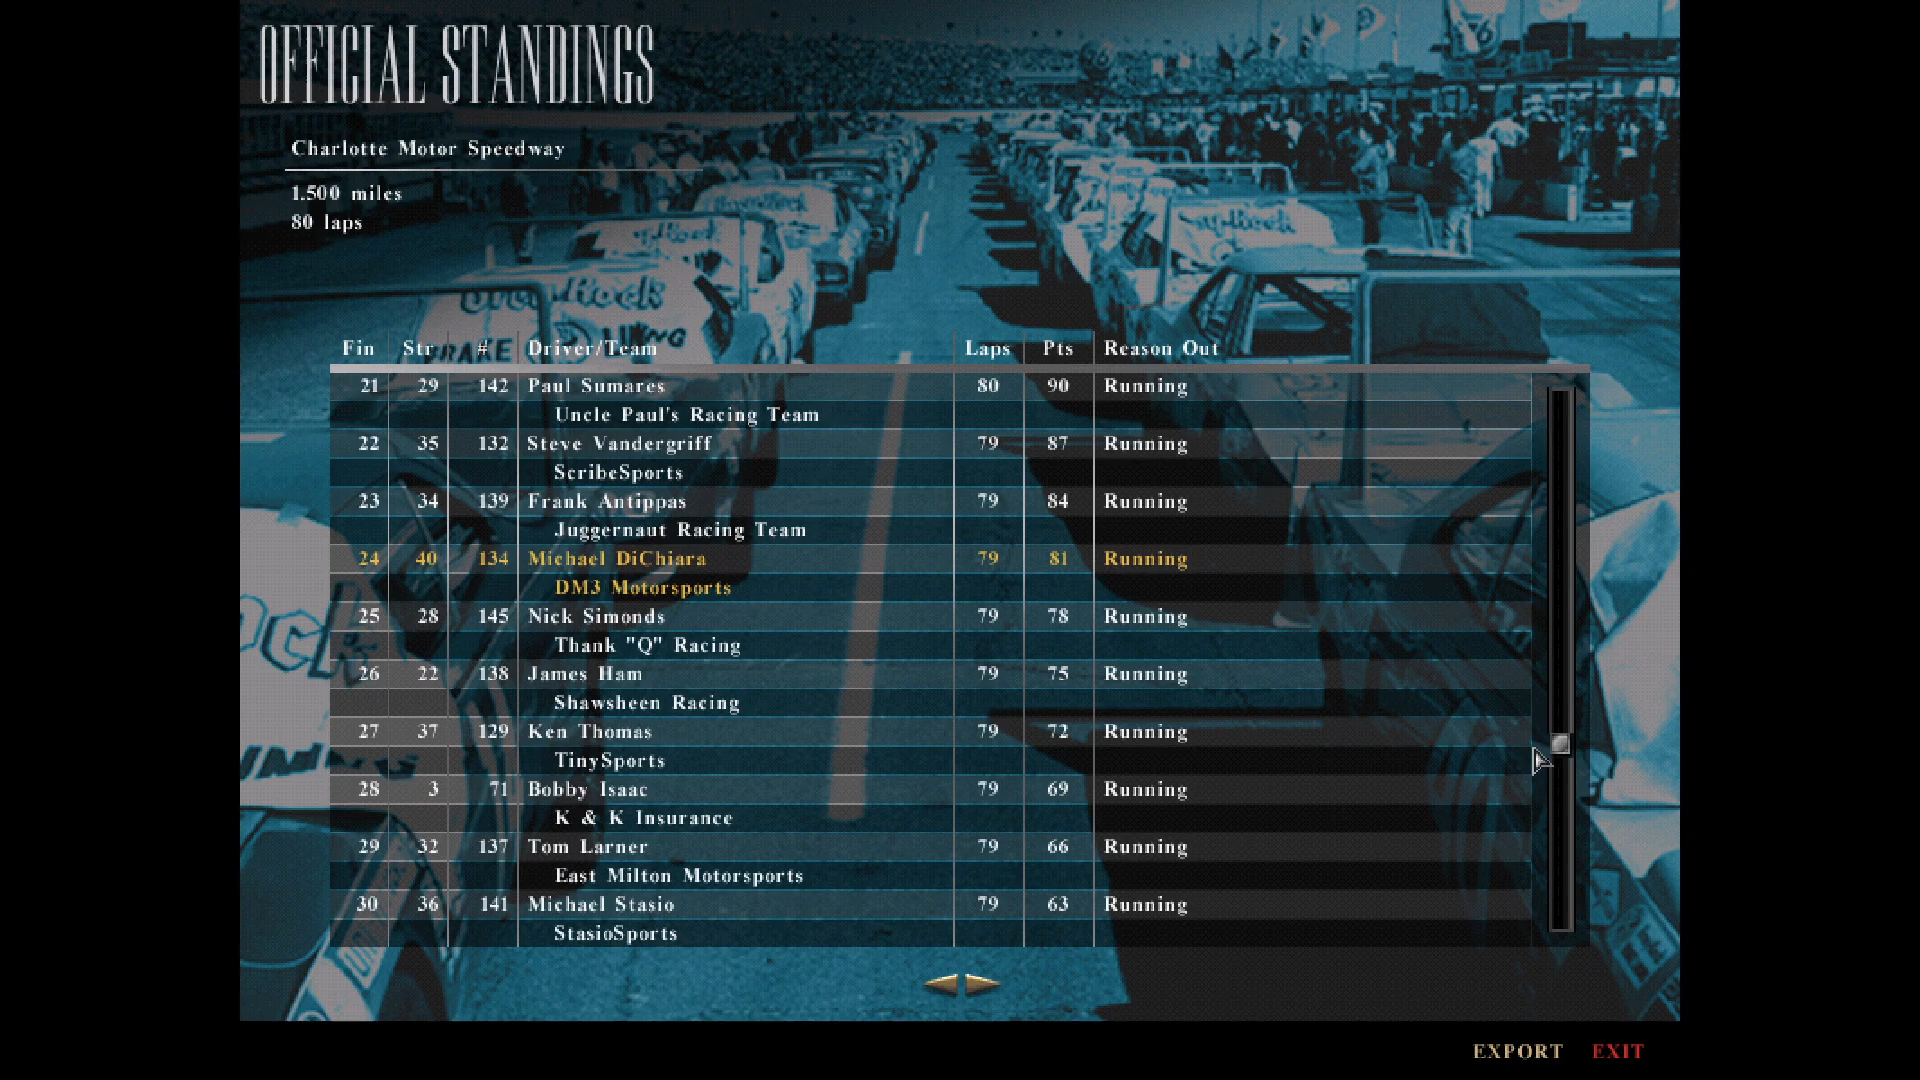 OFFICIAL STANDINGS
Charlotte Motor Speedway
1.500 miles
80 laps
Fin Str # Driver/Team Laps Pts Reason Out
21 29 142 Paul Sumares 80 90 Running
Uncle Paul's Racing Team
22 35 132 Steve Vandergriff 79 87 Running
ScribeSports
23 34 139 Frank Antippas 79 84 Running
Juggernaut Racing Team
24 40 134 Michael DiChiara 79 81 Running
DM3 Motorsports
25 28 145 Nick Simonds 79 78 Running
Thank "Q" Racing
26 22 138 James Ham 79 75 Running
Shawsheen Racing
27 37 129 Ken Thomas 79 72 Running
TinySports
28 3 71 Bobby Isaac 79 69 Running
K & K Insurance
29 32 137 Tom Larner 79 66 Running
East Milton Motorsports
30 36 141 Michael Stasio 79 63 Running
StasioSports
EXPORT EXIT